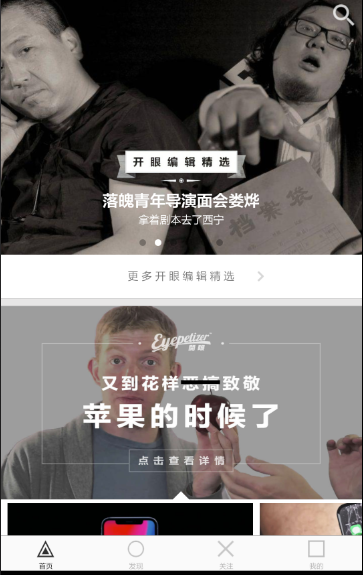 开眼编辑精选
落魄青年导演面会娄烨
拿着剧本去了西宁
档案袋
更多开眼编辑精选
Eyepetizer
開眼
又到花样恶搞致敬
苹果的时候了
点击查看详情
首页
发现
关注
我的